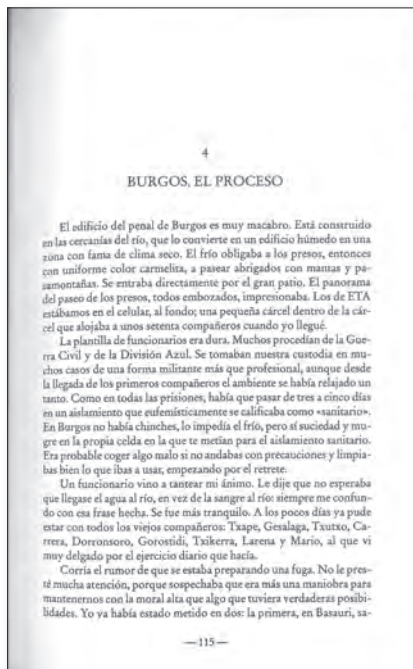 4
BURGOS, EL PROCESO
El edificio del penal de Burgos es muy macabro. Está construido
en las cercanías del río, que lo convierte en un edificio húmedo en una
zona con fama de clima seco. El frío obligaba a los presos, entonces
con uniforme color carmelita, a pasear abrigados con mantas y pa-
samontañas. Se entraba directamente por el gran patio. El panorama
del paseo de los presos, todos embozados, impresionaba. Los de ETA
estábamos en el celular, al fondo; una pequeña cárcel dentro de la cár-
cel que alojaba a unos setenta compañeros cuando yo llegué.
La plantilla de funcionarios era dura. Muchos procedían de la Gue-
rra Civil y de la División Azul. Se tomaban nuestra custodia en mu-
chos casos de una forma militante más que profesional, aunque desde
la llegada de los primeros compañeros el ambiente se había relajado un
tanto. Como en todas las prisiones, había que pasar de tres a cinco días
en un aislamiento que eufemísticamente se calificaba como «sanitario».
En Burgos no había chinches, lo impedía el frío, pero sí suciedad y mu-
gre en la propia celda en la que te metían para el aislamiento sanitario.
Era probable coger algo malo si no andabas con precauciones y limpia-
bas bien lo que ibas a usar, empezando por el retrete.
Un funcionario vino a tantear mi ánimo. Le dije que no esperaba
que llegase el agua al río, en vez de la sangre al río: siempre me confun-
do con esa frase hecha. Se fue más tranquilo. A los pocos días ya pude
estar con todos los viejos compañeros: Txape, Gesalaga, Txutxo, Ca-
rrera, Dorronsoro, Gorostidi, Txikerra, Larena y Mario, al que vi
muy delgado por el ejercicio diario que hacía.
Corría el rumor de que se estaba preparando una fuga. No le pres-
té mucha atención, porque sospechaba que era más una maniobra para
mantenernos con la moral alta que algo que tuviera verdaderas posibi-
lidades. Yo ya había estado metido en dos: la primera, en Basauri, sa-
—115—